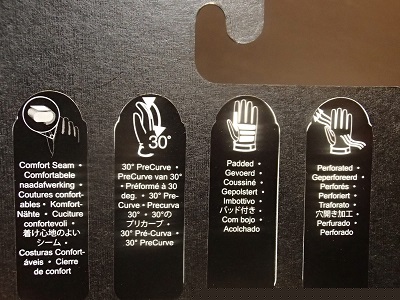 Comfort Seam •
Comfortabele
naadafwerking •
Coutures confort-
ables • Komfort-
Nähte • Cuciture
confortevoli •
着け心地のよい
シーム •
Costuras Confort-
áveis • Cierre
de confort
30°
30° PreCurve •
PreCurve van 30°
• Préformé à 30
deg. • 30° Pre-
Curve • Precurva
30° • 30°の
プリカーブ •
30° Pré-Curva •
30° PreCurve
Padded •
Gevoerd •
Coussiné •
Gepolstert •
Imbottivo •
パッド付き •
Com bojo •
Acolchado
Perforated •
Geperforeerd •
Perforés •
Perforiert •
Traforato •
穴開き加工 •
Perfurado •
Perforado